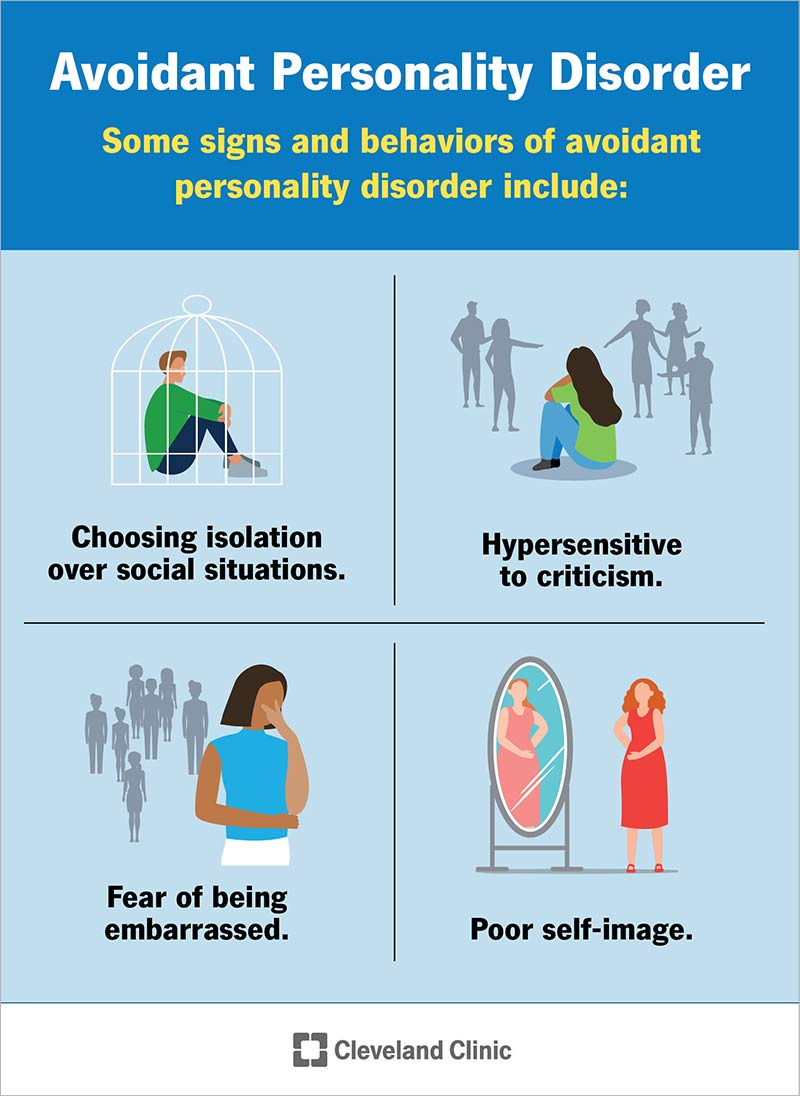 Avoidant Personality Disorder
Some signs and behaviors of avoidant
personality disorder include:
Choosing isolation
over social situations.
Hypersensitive
to criticism.
Fear of being
embarrassed.
Poor self-image.
Cleveland Clinic